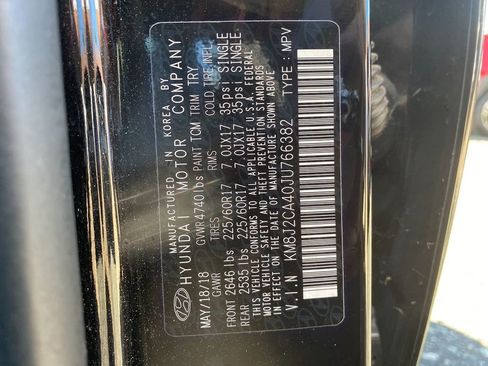 MANUFACTURED IN KOREA BY
HYUNDAI MOTOR COMPANY
MAY/18/18 GVWR 4740 lbs PAINT TCM TRIM TRY
GAWR TIRES RIMS COLD TIRE INFL.
FRONT 2646 lbs 225/60R17 7.0JX17 35psi SINGLE
REAR 2535 lbs 225/60R17 7.0JX17 35psi SINGLE
THIS VEHICLE CONFORMS TO ALL APPLICABLE U.S.A. FEDERAL
MOTOR VEHICLE SAFETY AND BUMPER STANDARDS
IN EFFECT ON THE DATE OF MANUFACTURE SHOWN ABOVE
V.I.N KM8J2CA40JU766382 TYPE : MPV